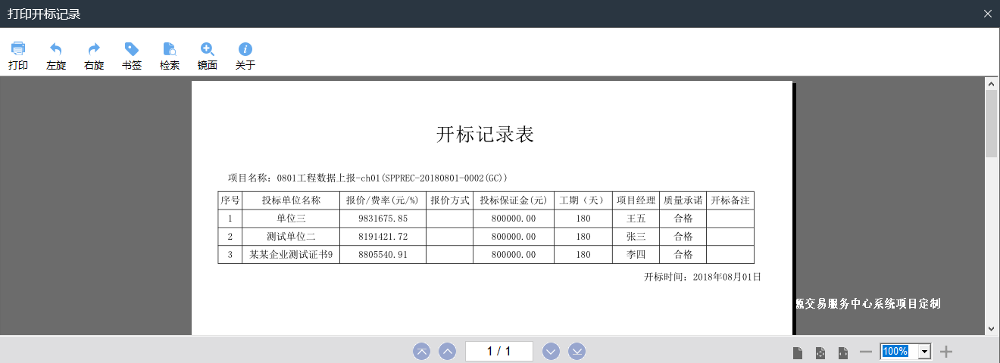 打印开标记录
打印 左旋 右旋 书签 检索 镜面 关于
开标记录表
项目名称：0801工程数据上报-ch01(SPPREC-20180801-0002(GC))
序号 投标单位名称 报价/费率(元/%) 报价方式 投标保证金(元) 工期（天） 项目经理 质量承诺 开标备注
1 单位三 9831675.85 800000.00 180 王五 合格
2 测试单位二 8191421.72 800000.00 180 张三 合格
3 某某企业测试证书9 8805540.91 800000.00 180 李四 合格
开标时间：2018年08月01日
源交易服务中心系统项目定制
1 / 1
100%